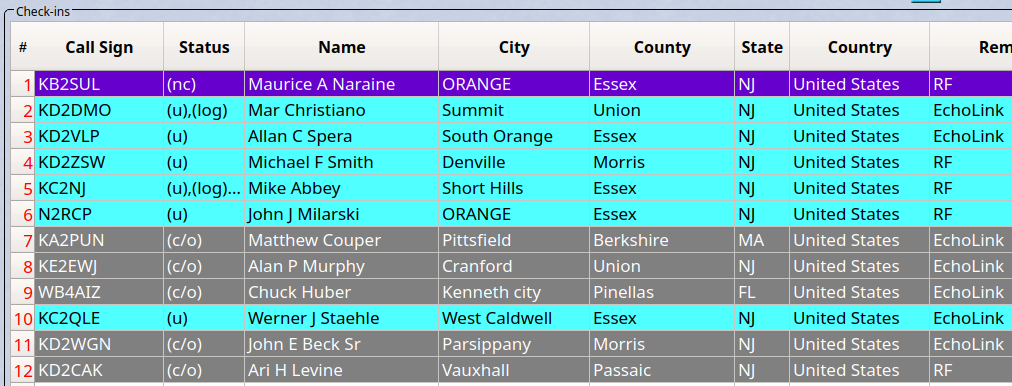 Check-ins
# Call Sign Status Name City County State Country Rem
1 KB2SUL (nc) Maurice A Naraine ORANGE Essex NJ United States RF
2 KD2DMO (u),(log) Mar Christiano Summit Union NJ United States EchoLink
3 KD2VLP (u) Allan C Spera South Orange Essex NJ United States EchoLink
4 KD2ZSW (u) Michael F Smith Denville Morris NJ United States RF
5 KC2NJ (u),(log)... Mike Abbey Short Hills Essex NJ United States RF
6 N2RCP (u) John J Milarski ORANGE Essex NJ United States RF
7 KA2PUN (c/o) Matthew Couper Pittsfield Berkshire MA United States EchoLink
8 KE2EWJ (c/o) Alan P Murphy Cranford Union NJ United States EchoLink
9 WB4AIZ (c/o) Chuck Huber Kenneth city Pinellas FL United States EchoLink
10 KC2QLE (u) Werner J Staehle West Caldwell Essex NJ United States EchoLink
11 KD2WGN (c/o) John E Beck Sr Parsippany Morris NJ United States EchoLink
12 KD2CAK (c/o) Ari H Levine Vauxhall Passaic NJ United States RF